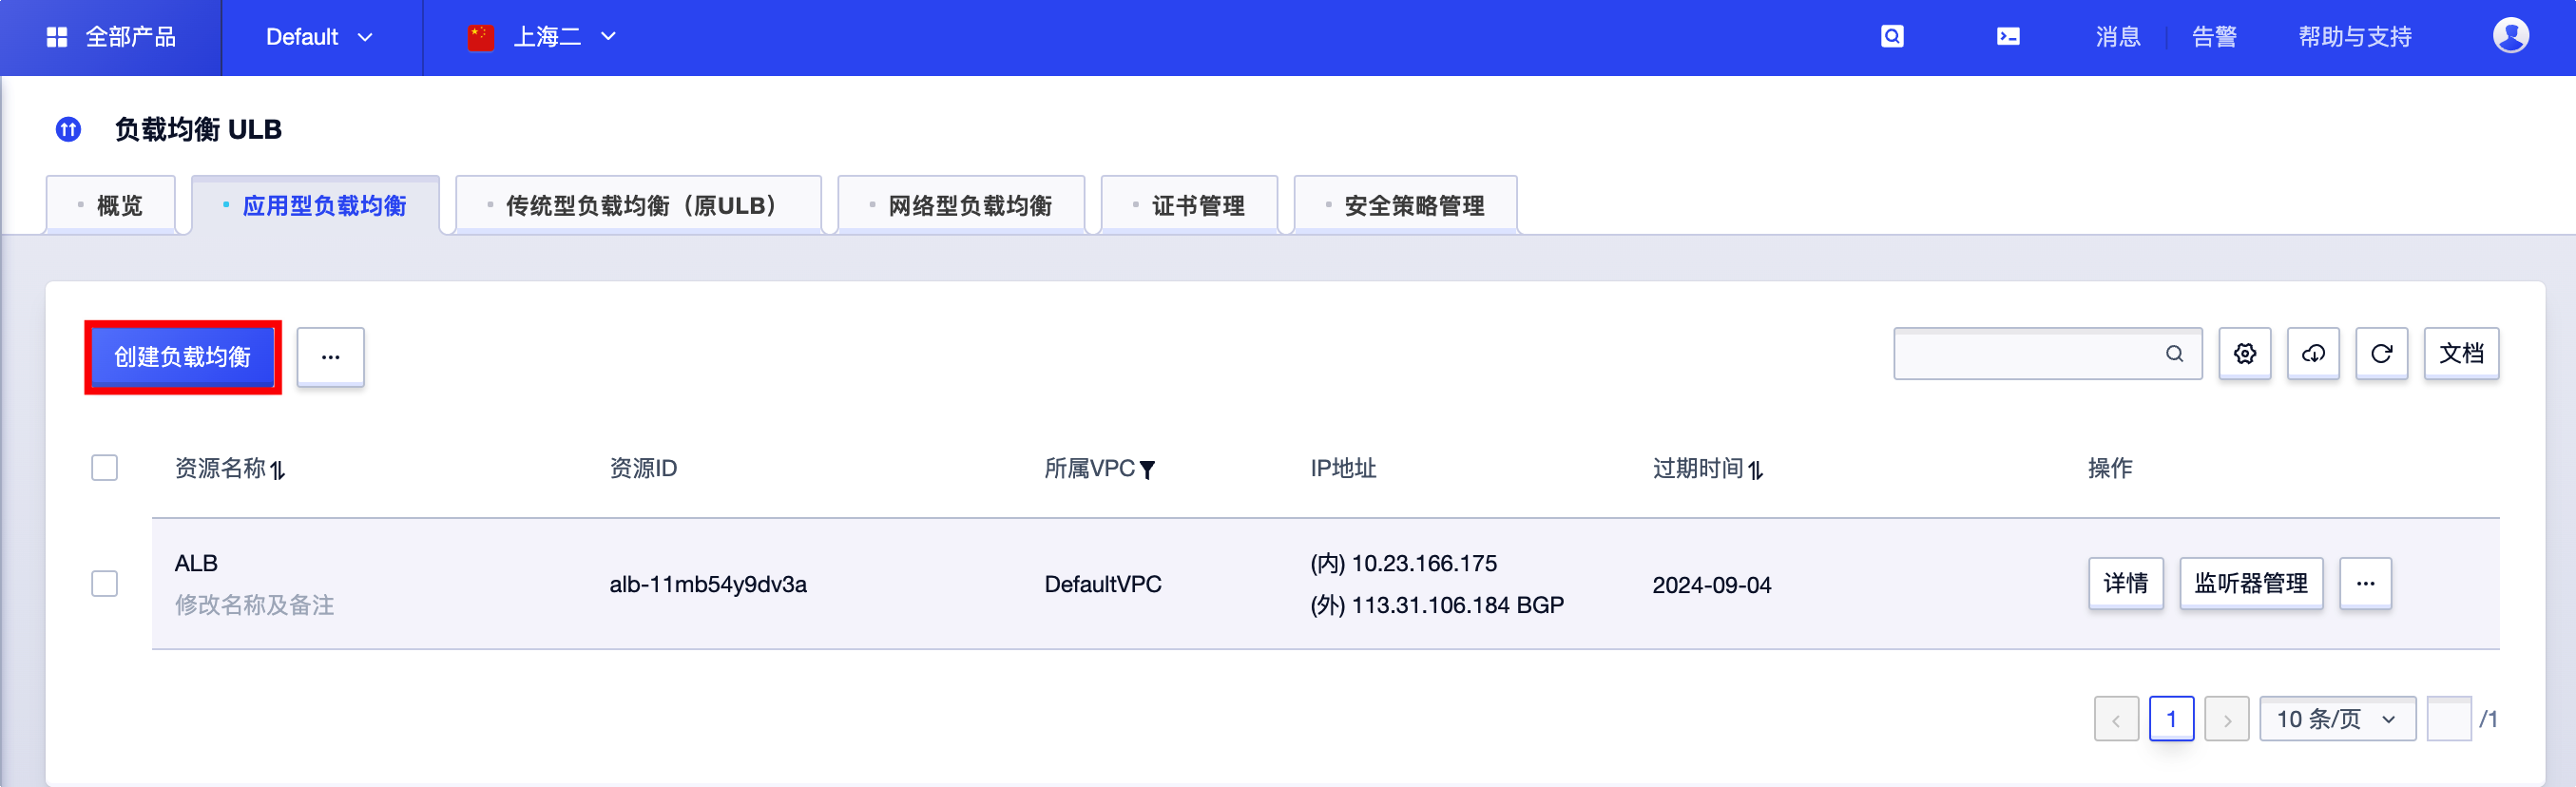 全部产品 Default 上海二 消息 告警 帮助与支持
负载均衡 ULB
概览 应用型负载均衡 传统型负载均衡（原ULB） 网络型负载均衡 证书管理 安全策略管理
创建负载均衡 ... 文档
资源名称 资源ID 所属VPC IP地址 过期时间 操作
ALB
修改名称及备注
alb-11mb54y9dv3a
DefaultVPC
(内) 10.23.166.175
(外) 113.31.106.184 BGP
2024-09-04
详情 监听器管理 ...
1 10 条/页 /1